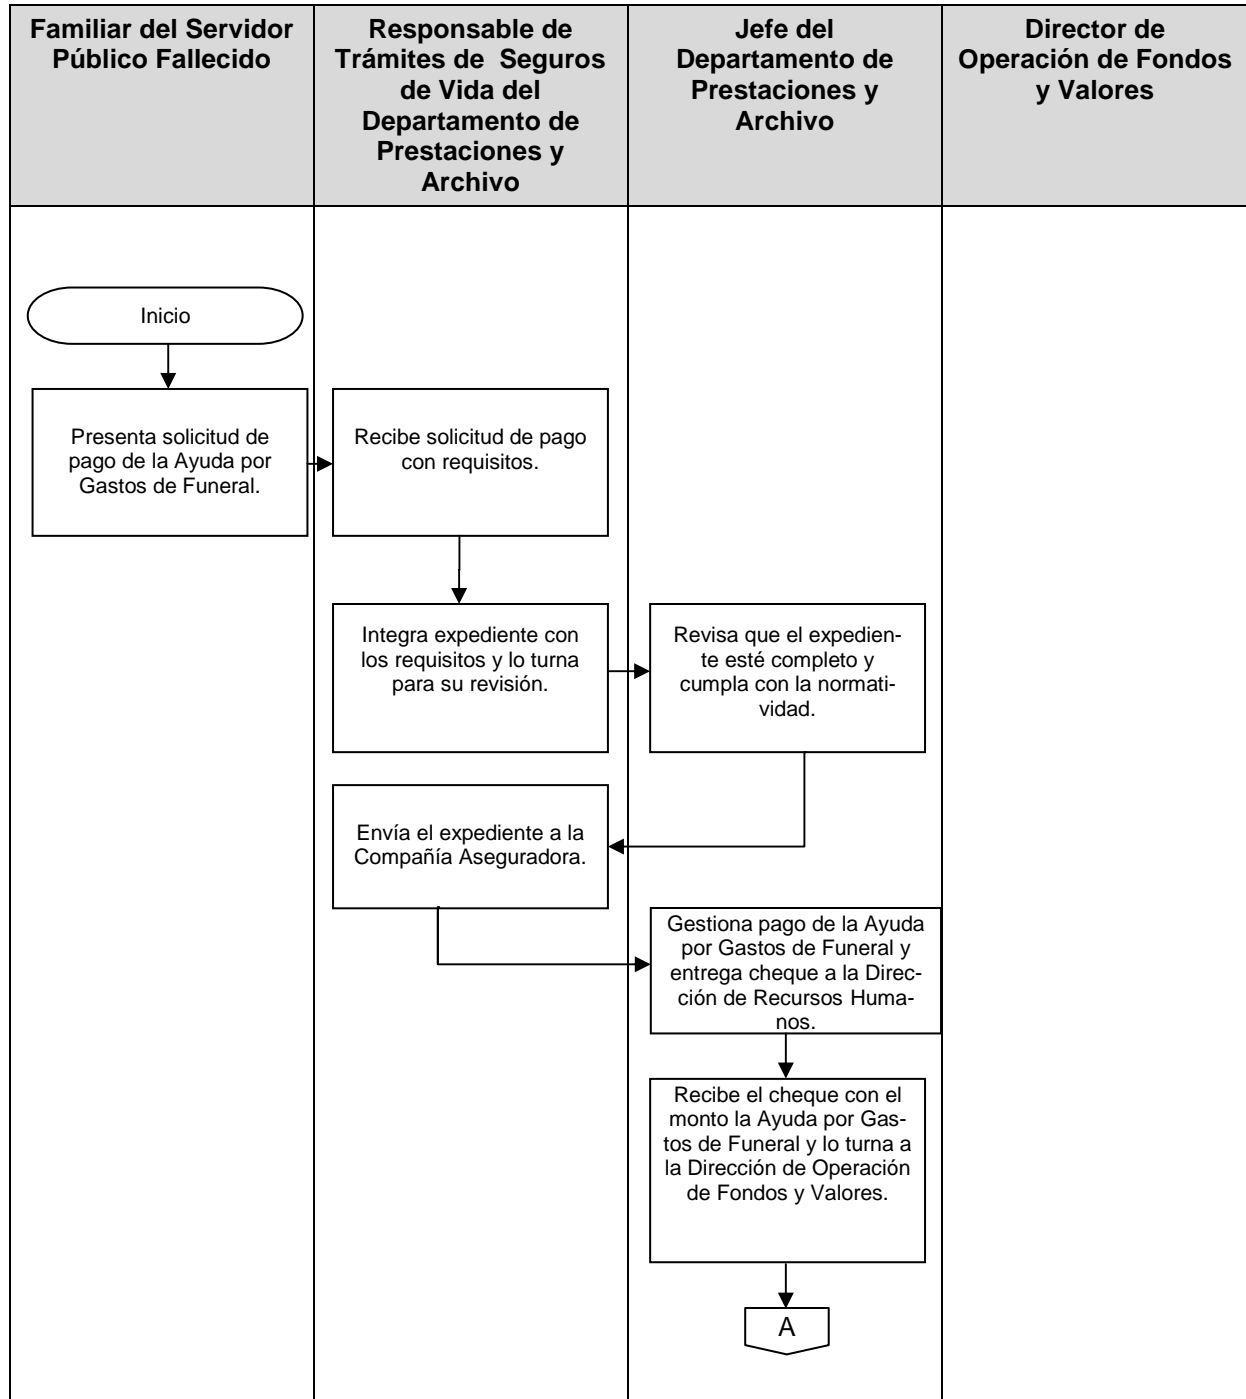 Familiar del Servidor
Público Fallecido
Responsable de
Trámites de Seguros
de Vida del
Departamento de
Prestaciones y
Archivo
Jefe del
Departamento de
Prestaciones y
Archivo
Director de
Operación de Fondos
y Valores
Inicio
Presenta solicitud de
pago de la Ayuda por
Gastos de Funeral.
Recibe solicitud de pago
con requisitos.
Integra expediente con
los requisitos y lo turna
para su revisión.
Revisa que el expedien-
te esté completo y
cumpla con la normati-
vidad.
Envía el expediente a la
Compañía Aseguradora.
Gestiona pago de la Ayuda
por Gastos de Funeral y
entrega cheque a la Direc-
ción de Recursos Huma-
nos.
Recibe el cheque con el
monto la Ayuda por Gas-
tos de Funeral y lo turna a
la Dirección de Operación
de Fondos y Valores.
A